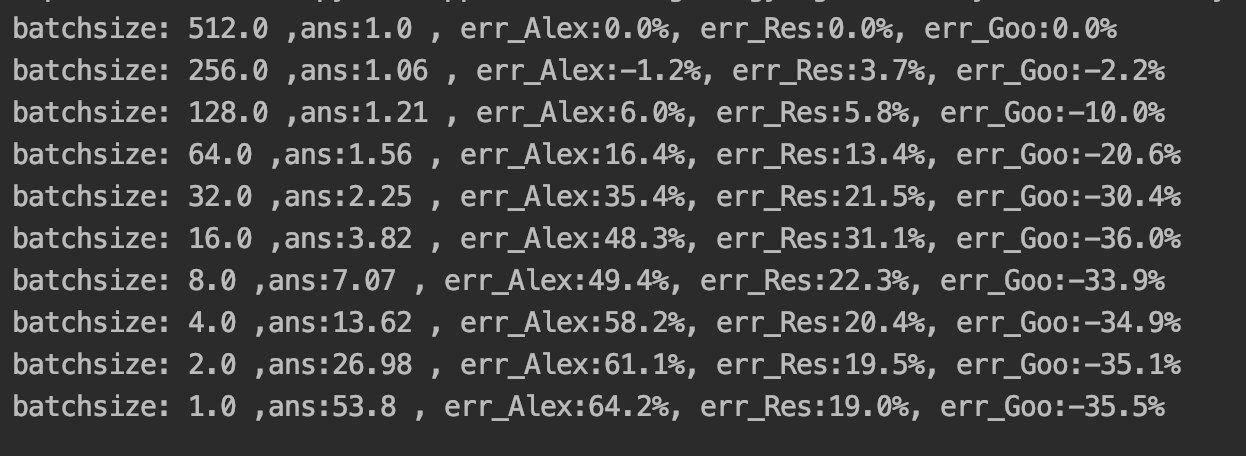 batchsize: 512.0 ,ans:1.0 , err_Alex:0.0%, err_Res:0.0%, err_Goo:0.0%
batchsize: 256.0 ,ans:1.06 , err_Alex:-1.2%, err_Res:3.7%, err_Goo:-2.2%
batchsize: 128.0 ,ans:1.21 , err_Alex:6.0%, err_Res:5.8%, err_Goo:-10.0%
batchsize: 64.0 ,ans:1.56 , err_Alex:16.4%, err_Res:13.4%, err_Goo:-20.6%
batchsize: 32.0 ,ans:2.25 , err_Alex:35.4%, err_Res:21.5%, err_Goo:-30.4%
batchsize: 16.0 ,ans:3.82 , err_Alex:48.3%, err_Res:31.1%, err_Goo:-36.0%
batchsize: 8.0 ,ans:7.07 , err_Alex:49.4%, err_Res:22.3%, err_Goo:-33.9%
batchsize: 4.0 ,ans:13.62 , err_Alex:58.2%, err_Res:20.4%, err_Goo:-34.9%
batchsize: 2.0 ,ans:26.98 , err_Alex:61.1%, err_Res:19.5%, err_Goo:-35.1%
batchsize: 1.0 ,ans:53.8 , err_Alex:64.2%, err_Res:19.0%, err_Goo:-35.5%